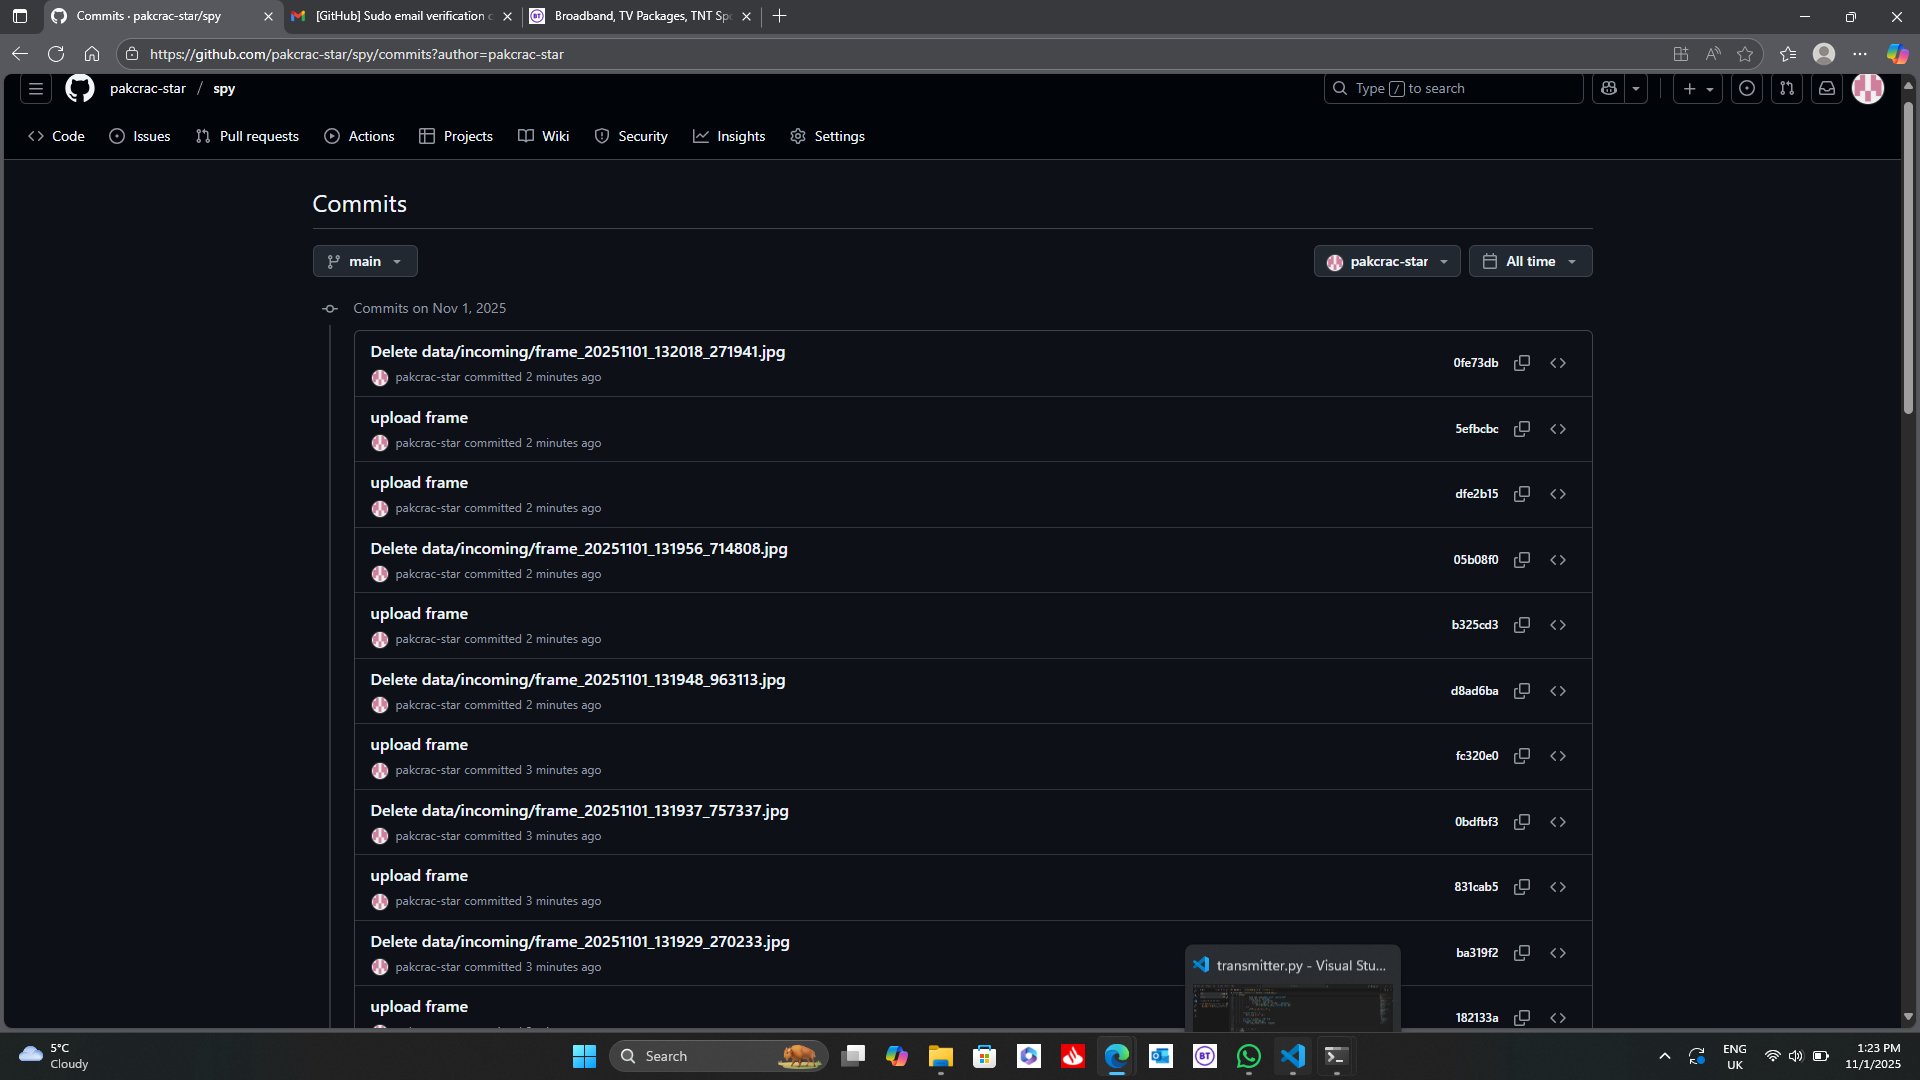 Commits · pakcrac-star/spy
[GitHub] Sudo email verification c
Broadband, TV Packages, TNT Spo
https://github.com/pakcrac-star/spy/commits?author=pakcrac-star
pakcrac-star / spy
Type / to search
Code
Issues
Pull requests
Actions
Projects
Wiki
Security
Insights
Settings
Commits
main
pakcrac-star
All time
Commits on Nov 1, 2025
Delete data/incoming/frame_20251101_132018_271941.jpg
pakcrac-star committed 2 minutes ago
0fe73db
upload frame
pakcrac-star committed 2 minutes ago
5efbcbc
upload frame
pakcrac-star committed 2 minutes ago
dfe2b15
Delete data/incoming/frame_20251101_131956_714808.jpg
pakcrac-star committed 2 minutes ago
05b08f0
upload frame
pakcrac-star committed 2 minutes ago
b325cd3
Delete data/incoming/frame_20251101_131948_963113.jpg
pakcrac-star committed 2 minutes ago
d8ad6ba
upload frame
pakcrac-star committed 3 minutes ago
fc320e0
Delete data/incoming/frame_20251101_131937_757337.jpg
pakcrac-star committed 3 minutes ago
0bdfbf3
upload frame
pakcrac-star committed 3 minutes ago
831cab5
Delete data/incoming/frame_20251101_131929_270233.jpg
pakcrac-star committed 3 minutes ago
ba319f2
upload frame
182133a
transmitter.py - Visual Stu...
5°C
Cloudy
Search
BT
ENG
UK
1:23 PM
11/1/2025